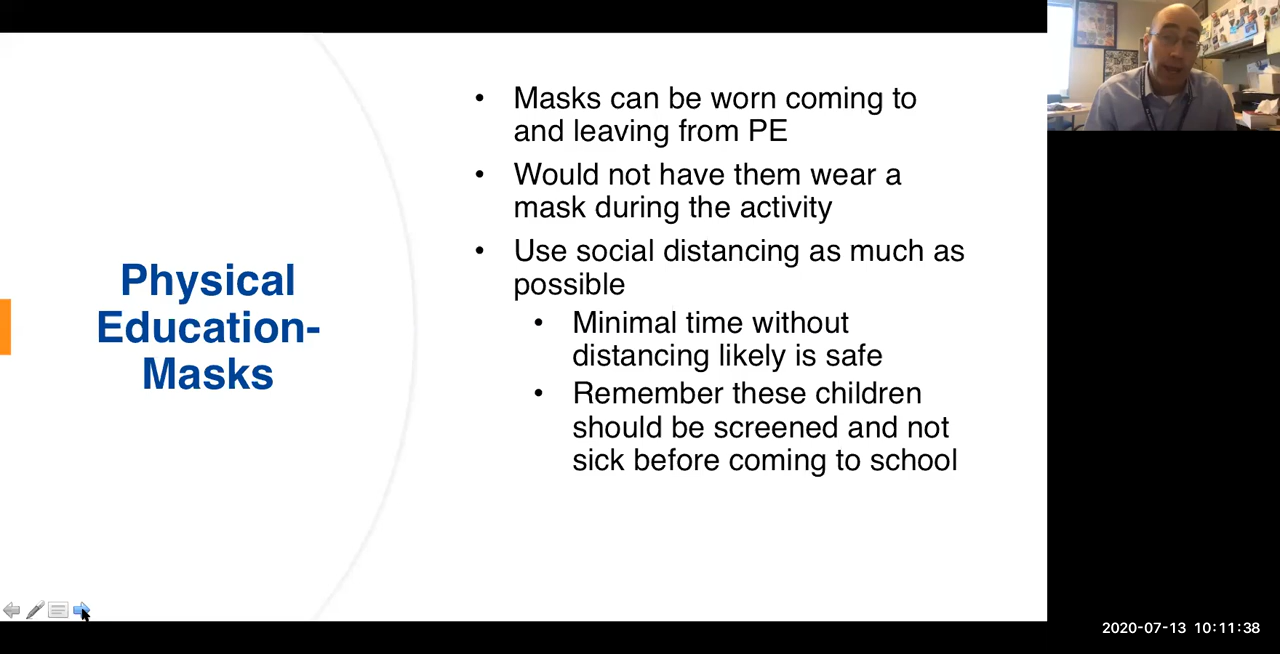 Physical
Education-
Masks
• Masks can be worn coming to
and leaving from PE
• Would not have them wear a
mask during the activity
• Use social distancing as much as
possible
• Minimal time without
distancing likely is safe
• Remember these children
should be screened and not
sick before coming to school
2020-07-13 10:11:38